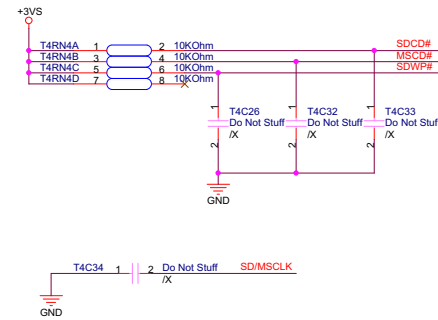 +3VS
T4RN4A 1 2 10KOhm SDCD#
T4RN4B 3 4 10KOhm MSCD#
T4RN4C 5 6 10KOhm SDWP#
T4RN4D 7 8 10KOhm
1 1 1
T4C26 T4C32 T4C33
Do Not Stuff Do Not Stuff Do Not Stuff
/X /X /X
2 2 2
GND
T4C34 1 2 Do Not Stuff SD/MSCLK
/X
GND